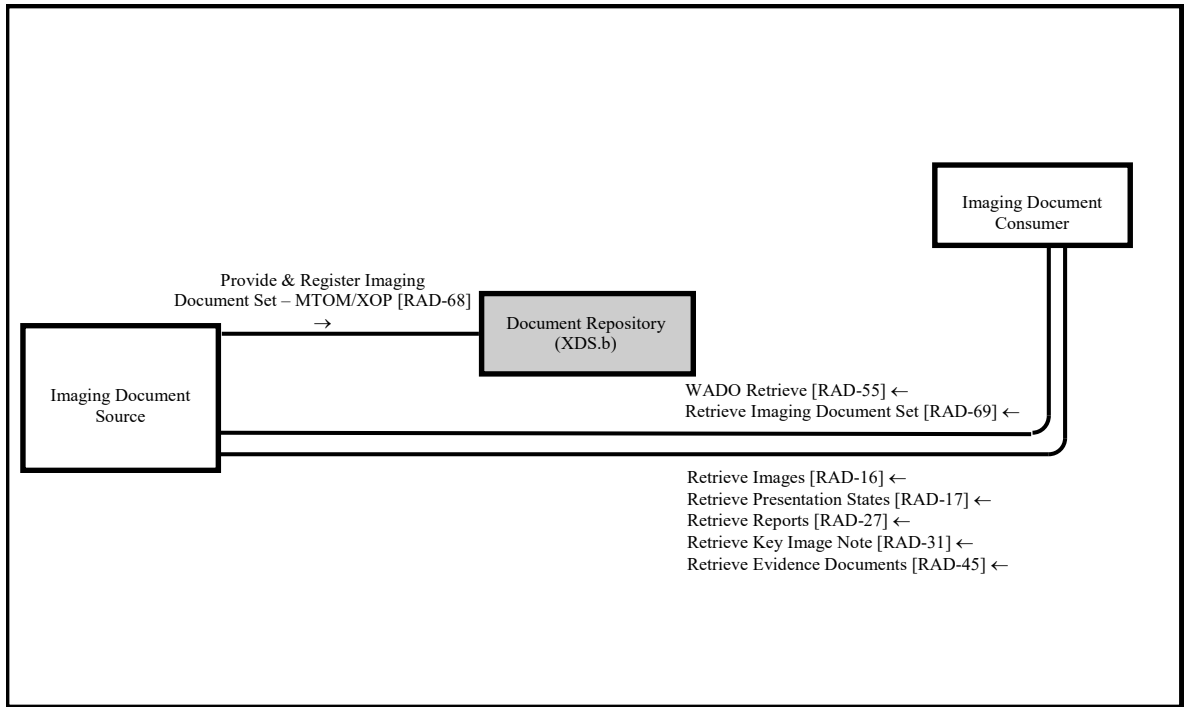 Imaging Document
Consumer
Provide & Register Imaging
Document Set – MTOM/XOP [RAD-68]
→
Document Repository
(XDS.b)
Imaging Document
Source
WADO Retrieve [RAD-55] ←
Retrieve Imaging Document Set [RAD-69] ←
Retrieve Images [RAD-16] ←
Retrieve Presentation States [RAD-17] ←
Retrieve Reports [RAD-27] ←
Retrieve Key Image Note [RAD-31] ←
Retrieve Evidence Documents [RAD-45] ←